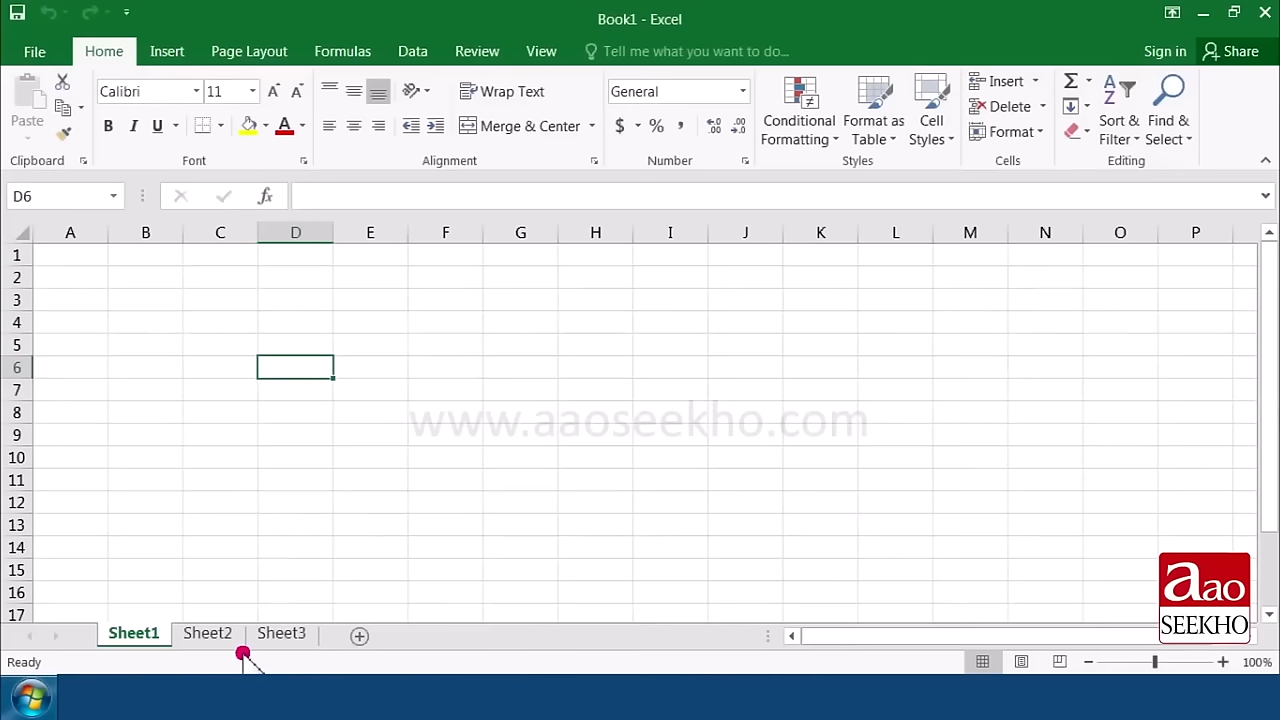 Book1 - Excel
File Home Insert Page Layout Formulas Data Review View Tell me what you want to do... Sign in Share
Paste
Calibri 11
B I U A
Wrap Text
Merge & Center
General
$ % ,
Conditional Formatting
Format as Table
Cell Styles
Insert
Delete
Format
Sort & Filter
Find & Select
Clipboard Font Alignment Number Styles Cells Editing
D6 fx
A B C D E F G H I J K L M N O P
1
2
3
4
5
6
7
8
www.aaoseekho.com
9
10
11
12
13
14
15
16
17
aao
SEEKHO
Sheet1 Sheet2 Sheet3
Ready 100%